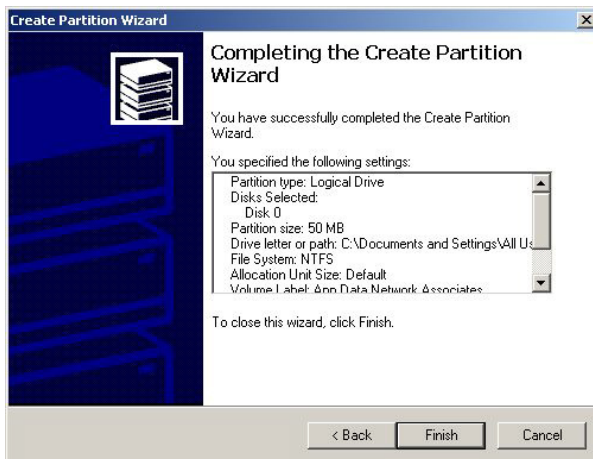 Create Partition Wizard
Completing the Create Partition
Wizard
You have successfully completed the Create Partition
Wizard.
You specified the following settings:
Partition type: Logical Drive
Disks Selected:
Disk 0
Partition size: 50 MB
Drive letter or path: C:\Documents and Settings\All Us
File System: NTFS
Allocation Unit Size: Default
Volume Label: App Data Network Associates
To close this wizard, click Finish.
< Back Finish Cancel